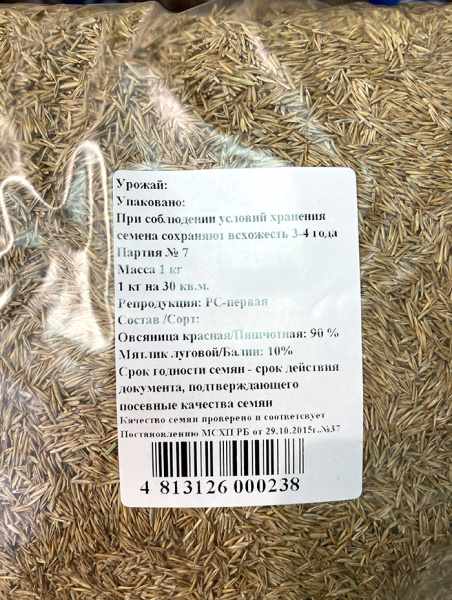 Урожай:
Упаковано:
При соблюдении условий хранения
семена сохраняют всхожесть 3-4 года
Партия № 7
Масса 1 кг
1 кг на 30 кв.м.
Репродукция: РС-первая
Состав /Сорт:
Овсяница красная/Пяшчотная: 90 %
Мятлик луговой/Балин: 10%
Срок годности семян - срок действия
документа, подтверждающего
посевные качества семян
Качество семян проверено и соответсвует
Постановлению МСХП РБ от 29.10.2015г.,№37
4 813126 000238